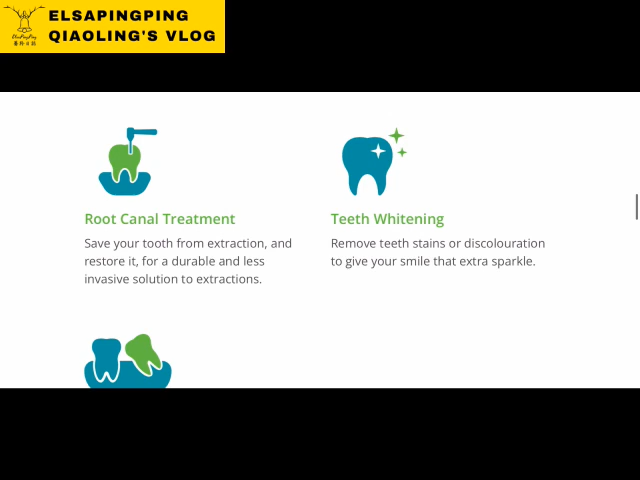 ELSAPINGPING
QIAOLING'S VLOG
Root Canal Treatment
Save your tooth from extraction, and
restore it, for a durable and less
invasive solution to extractions.
Teeth Whitening
Remove teeth stains or discolouration
to give your smile that extra sparkle.